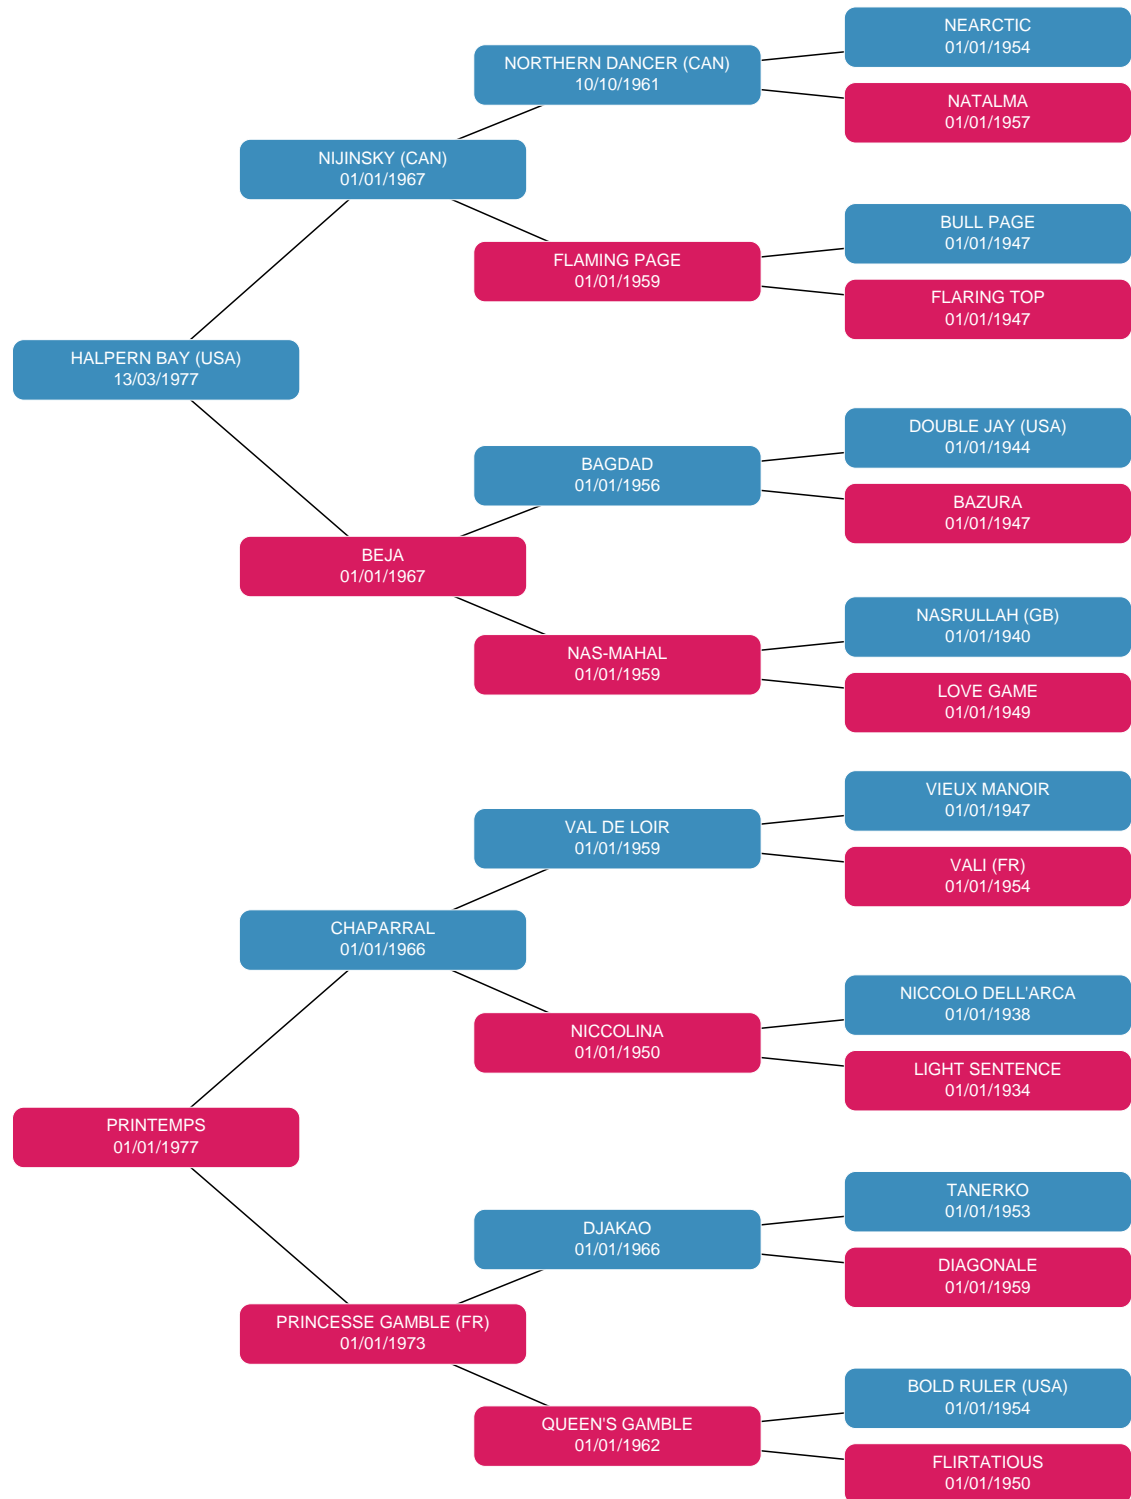 NEARCTIC
01/01/1954
NORTHERN DANCER (CAN)
10/10/1961
NATALMA
01/01/1957
NIJINSKY (CAN)
01/01/1967
BULL PAGE
01/01/1947
FLAMING PAGE
01/01/1959
FLARING TOP
01/01/1947
HALPERN BAY (USA)
13/03/1977
DOUBLE JAY (USA)
01/01/1944
BAGDAD
01/01/1956
BAZURA
01/01/1947
BEJA
01/01/1967
NASRULLAH (GB)
01/01/1940
NAS-MAHAL
01/01/1959
LOVE GAME
01/01/1949
VIEUX MANOIR
01/01/1947
VAL DE LOIR
01/01/1959
VALI (FR)
01/01/1954
CHAPARRAL
01/01/1966
NICCOLO DELL'ARCA
01/01/1938
NICCOLINA
01/01/1950
LIGHT SENTENCE
01/01/1934
PRINTEMPS
01/01/1977
TANERKO
01/01/1953
DJAKAO
01/01/1966
DIAGONALE
01/01/1959
PRINCESSE GAMBLE (FR)
01/01/1973
BOLD RULER (USA)
01/01/1954
QUEEN'S GAMBLE
01/01/1962
FLIRTATIOUS
01/01/1950